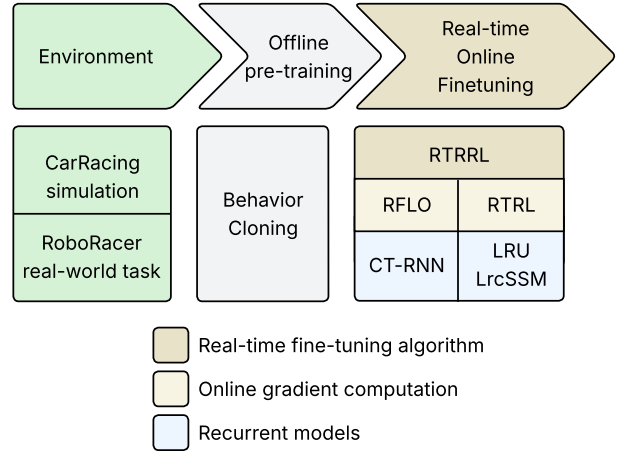 Environment
Offline
pre-training
Real-time
Online
Finetuning
CarRacing
simulation
RoboRacer
real-world task
Behavior
Cloning
RTRRL
RFLO
RTRL
CT-RNN
LRU
LrcSSM
Real-time fine-tuning algorithm
Online gradient computation
Recurrent models